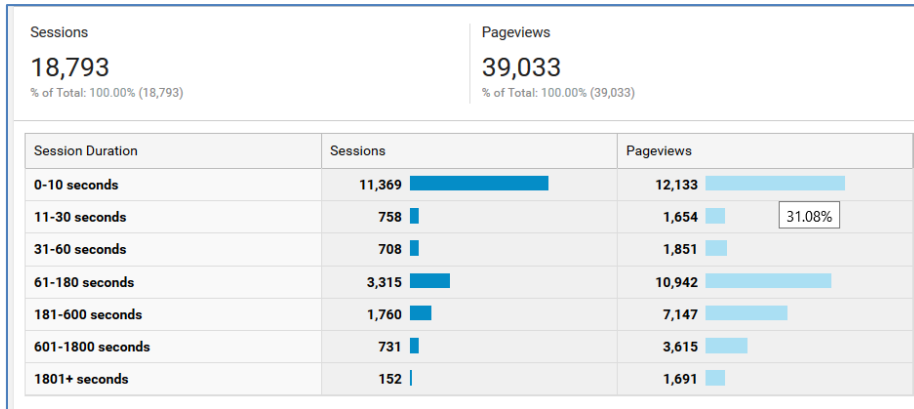 Sessions Pageviews
18,793 39,033
% of Total: 100.00% (18,793) % of Total: 100.00% (39,033)
Session Duration Sessions Pageviews
0-10 seconds 11,369 12,133
11-30 seconds 758 1,654 31.08%
31-60 seconds 708 1,851
61-180 seconds 3,315 10,942
181-600 seconds 1,760 7,147
601-1800 seconds 731 3,615
1801+ seconds 152 1,691